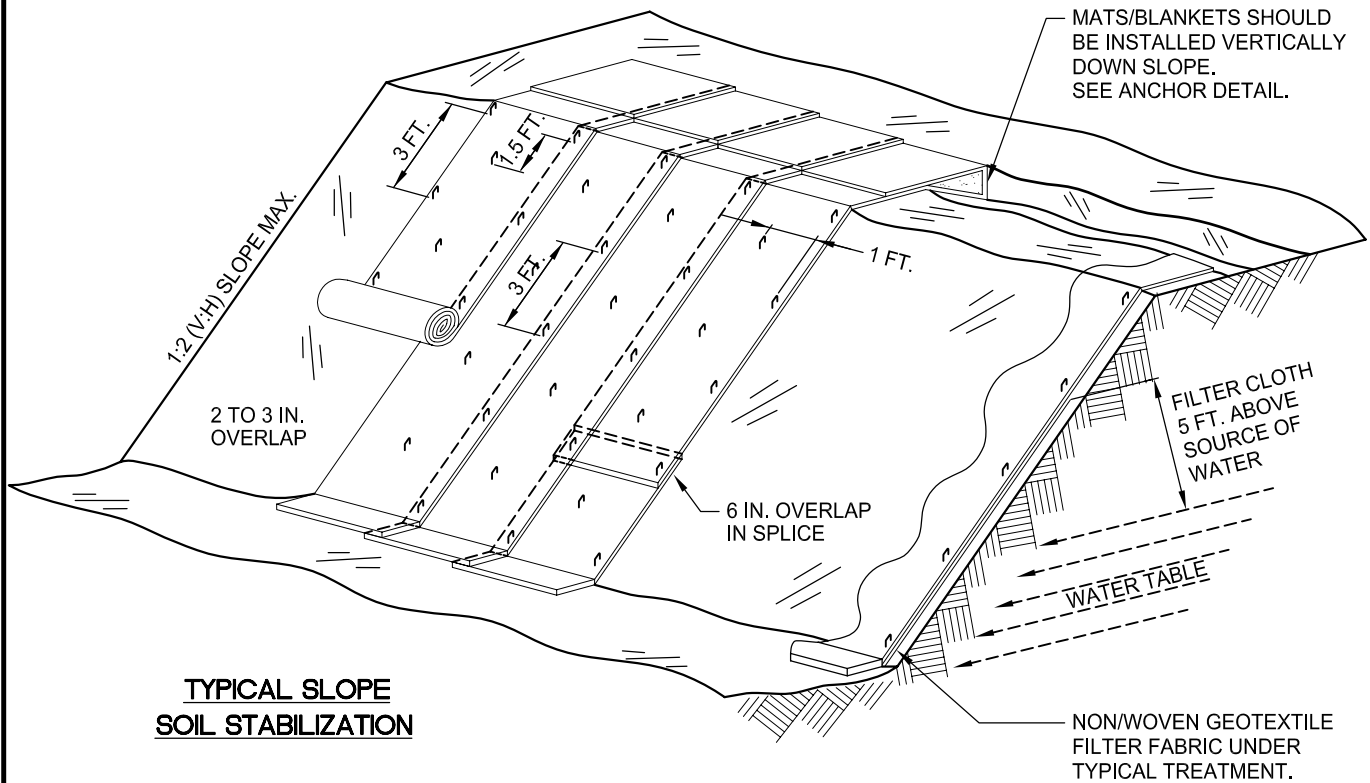 MATS/BLANKETS SHOULD
BE INSTALLED VERTICALLY
DOWN SLOPE.
SEE ANCHOR DETAIL.
3 FT.
1.5 FT.
1:2 (V:H) SLOPE MAX.
3 FT.
1 FT.
2 TO 3 IN.
OVERLAP
6 IN. OVERLAP
IN SPLICE
FILTER CLOTH
5 FT. ABOVE
SOURCE OF
WATER
WATER TABLE
TYPICAL SLOPE
SOIL STABILIZATION
NON/WOVEN GEOTEXTILE
FILTER FABRIC UNDER
TYPICAL TREATMENT.